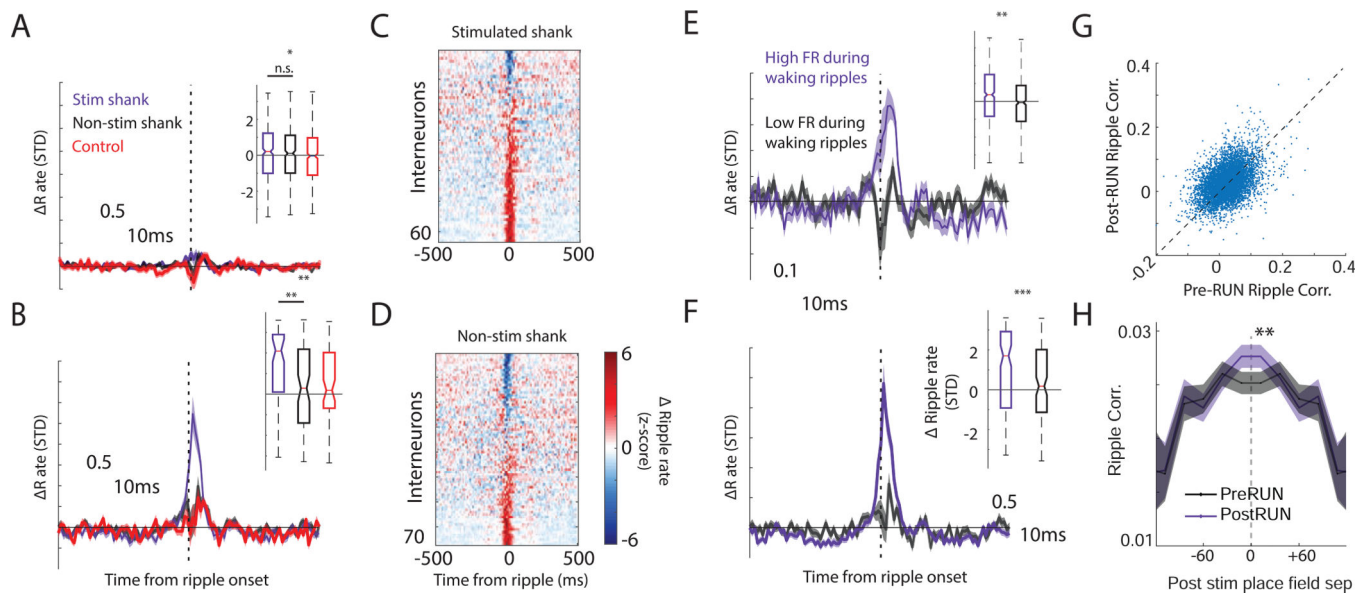 A
ΔR rate (STD)
Stim shank
Non-stim shank
Control
0.5
10ms
*
n.s.
2
0
-2
B
ΔR rate (STD)
0.5
10ms
**
**
Time from ripple onset
C
Stimulated shank
Interneurons
60
-500
0
500
D
Non-stim shank
Interneurons
70
-500
0
500
Time from ripple (ms)
6
0
-6
Δ Ripple rate
(z-score)
E
ΔR rate (STD)
High FR during
waking ripples
Low FR during
waking ripples
**
0.1
10ms
F
ΔR rate (STD)
***
Δ Ripple rate
(STD)
2
0
-2
0.5
10ms
Time from ripple onset
G
Post-RUN Ripple Corr.
0.4
0.2
0
-0.2
0
0.2
0.4
Pre-RUN Ripple Corr.
H
Ripple Corr.
0.03
0.01
**
PreRUN
PostRUN
-60
0
+60
Post stim place field sep